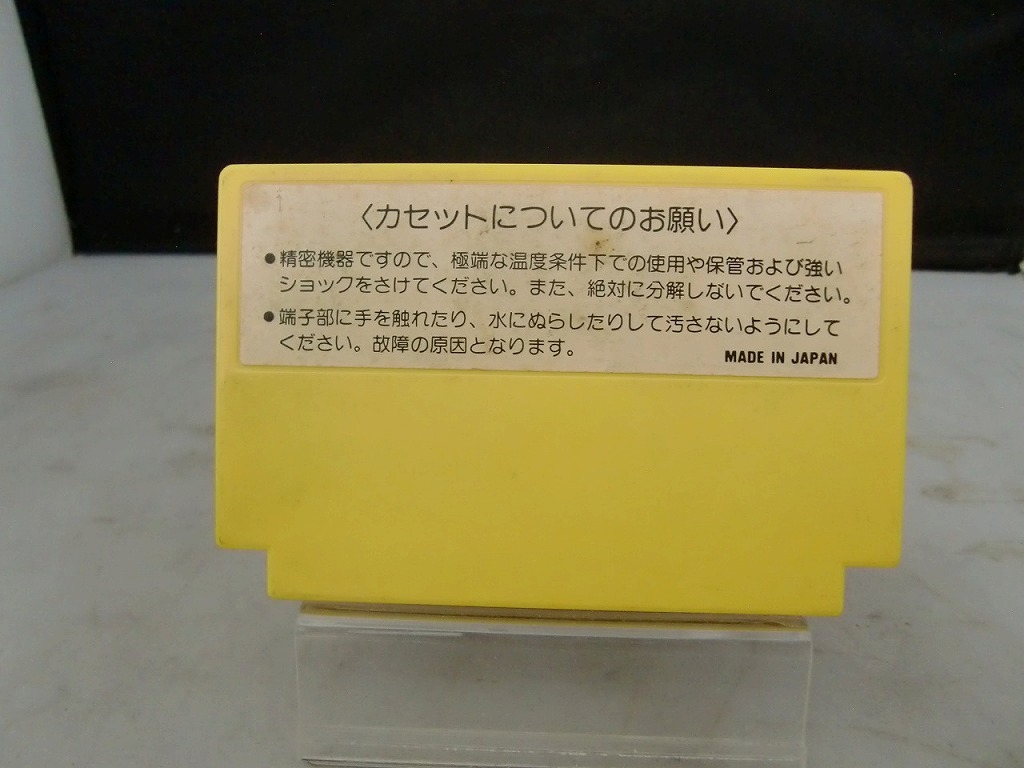 〈カセットについてのお願い〉
●精密機器ですので、極端な温度条件下での使用や保管および強い
ショックをさけてください。また、絶対に分解しないでください。
●端子部に手を触れたり、水にぬらしたりして汚さないようにして
ください。故障の原因となります。
MADE IN JAPAN